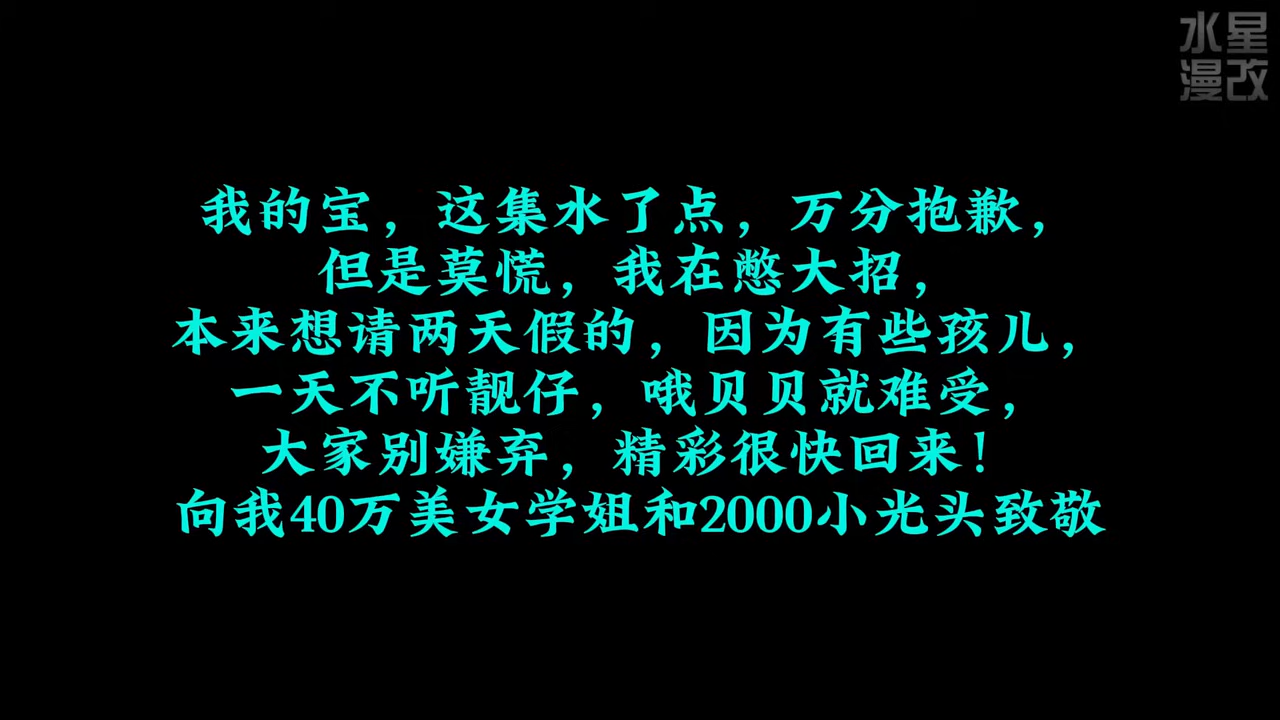 水星
漫改
我的宝，这集水了点，万分抱歉，
但是莫慌，我在憋大招，
本来想请两天假的，因为有些孩儿，
一天不听靓仔，哦贝贝就难受，
大家别嫌弃，精彩很快回来！
向我40万美女学姐和2000小光头致敬